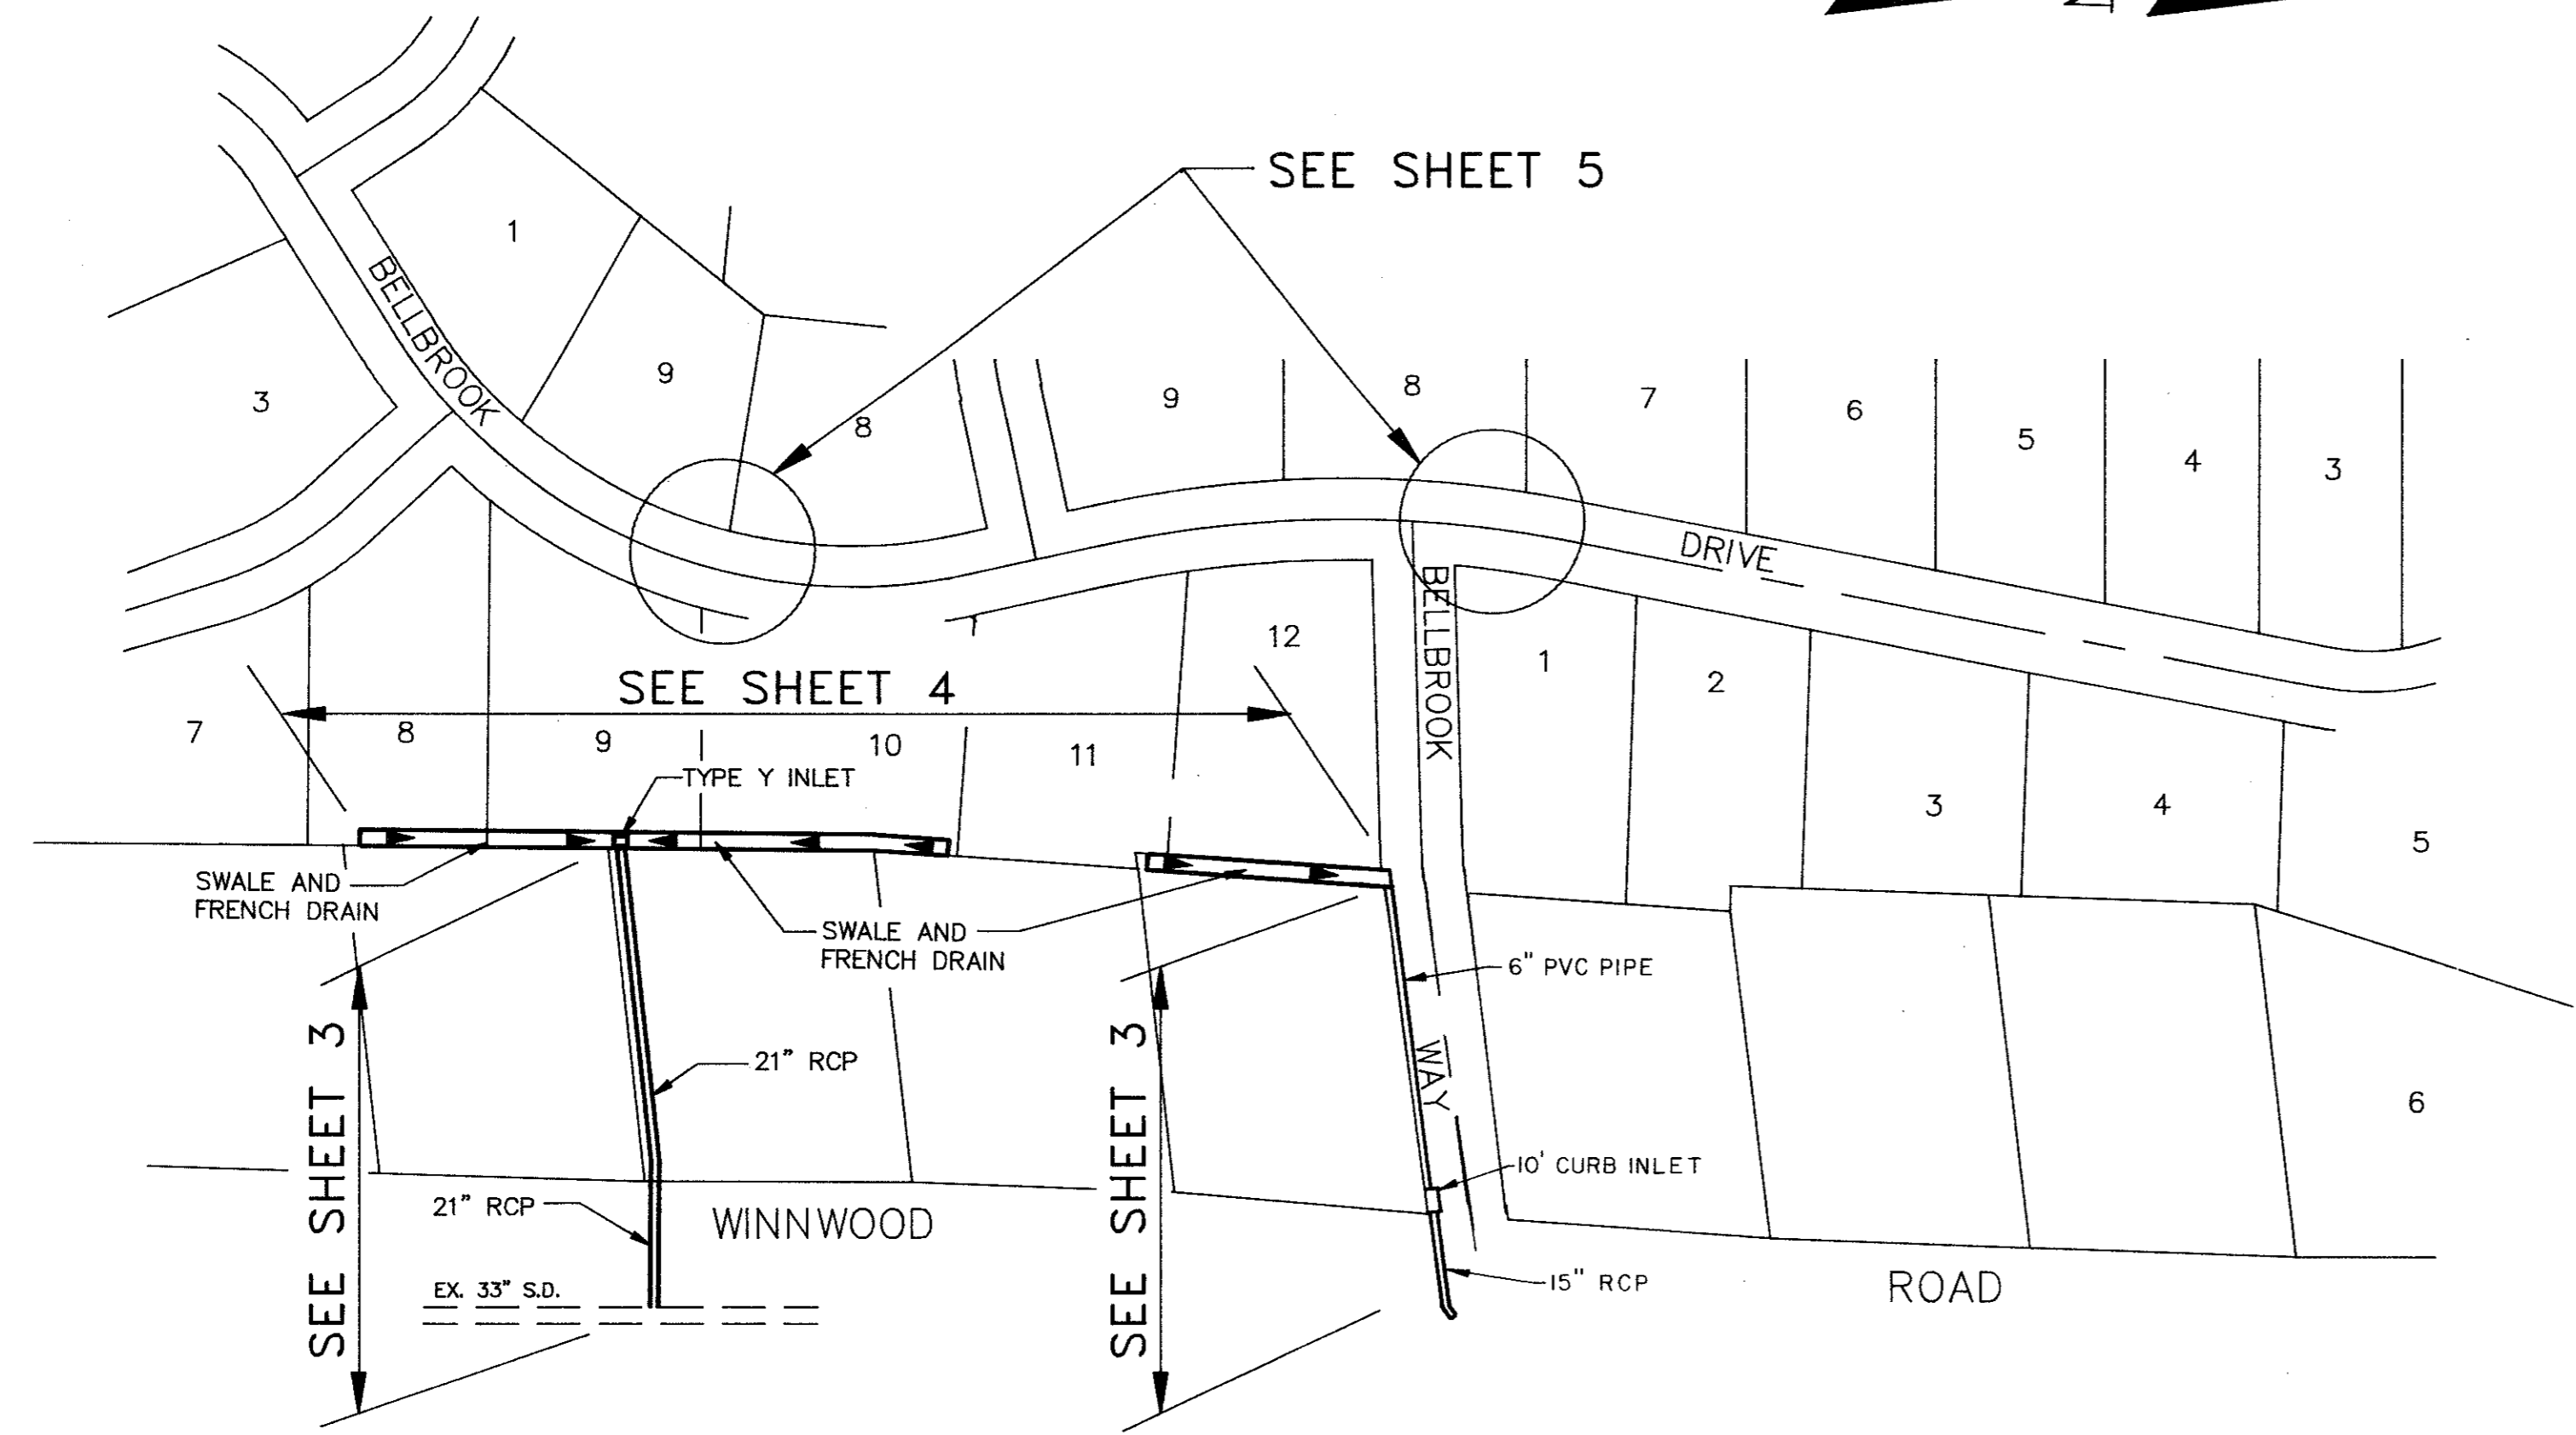 SEE SHEET 5
1
BELLBROOK
9
3
8
9
8
7
6
5
4
3
DRIVE
BELLBROOK
12
1
2
SEE SHEET 4
7
8
9
10
11
3
4
5
TYPE Y INLET
SWALE AND
FRENCH DRAIN
SWALE AND
FRENCH DRAIN
6" PVC PIPE
SEE SHEET 3
21" RCP
SEE SHEET 3
WAY
6
10' CURB INLET
21" RCP
WINNWOOD
EX. 33" S.D.
15" RCP
ROAD